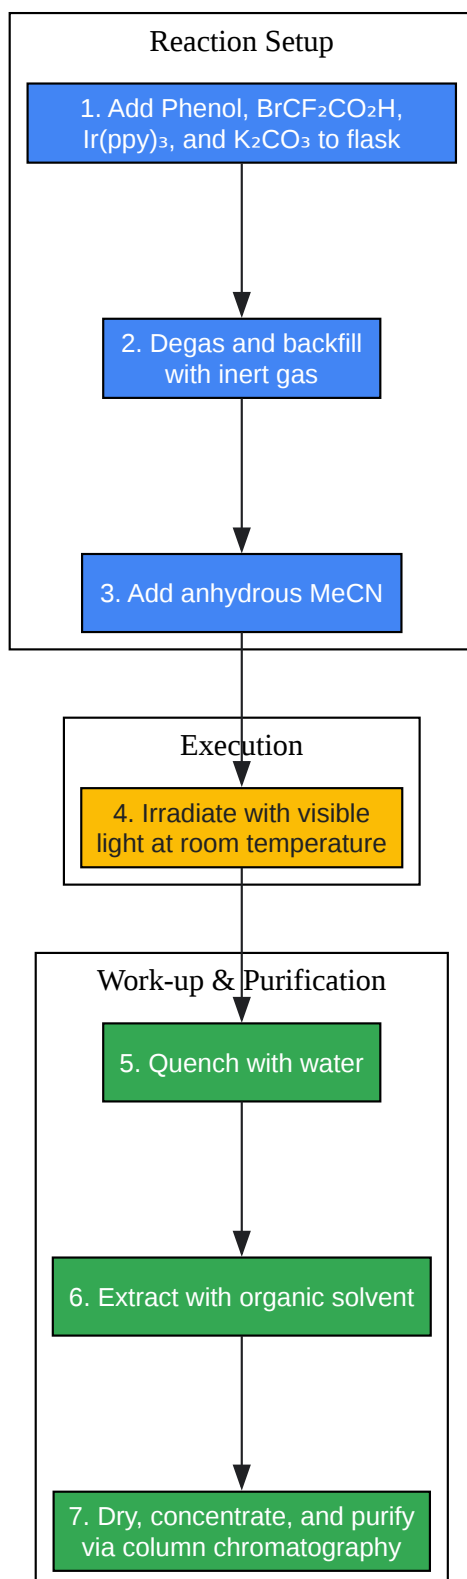 Reaction Setup
1. Add Phenol, BrCF₂CO₂H,
Ir(ppy)₃, and K₂CO₃ to flask
2. Degas and backfill
with inert gas
3. Add anhydrous MeCN
Execution
4. Irradiate with visible
light at room temperature
Work-up & Purification
5. Quench with water
6. Extract with organic solvent
7. Dry, concentrate, and purify
via column chromatography